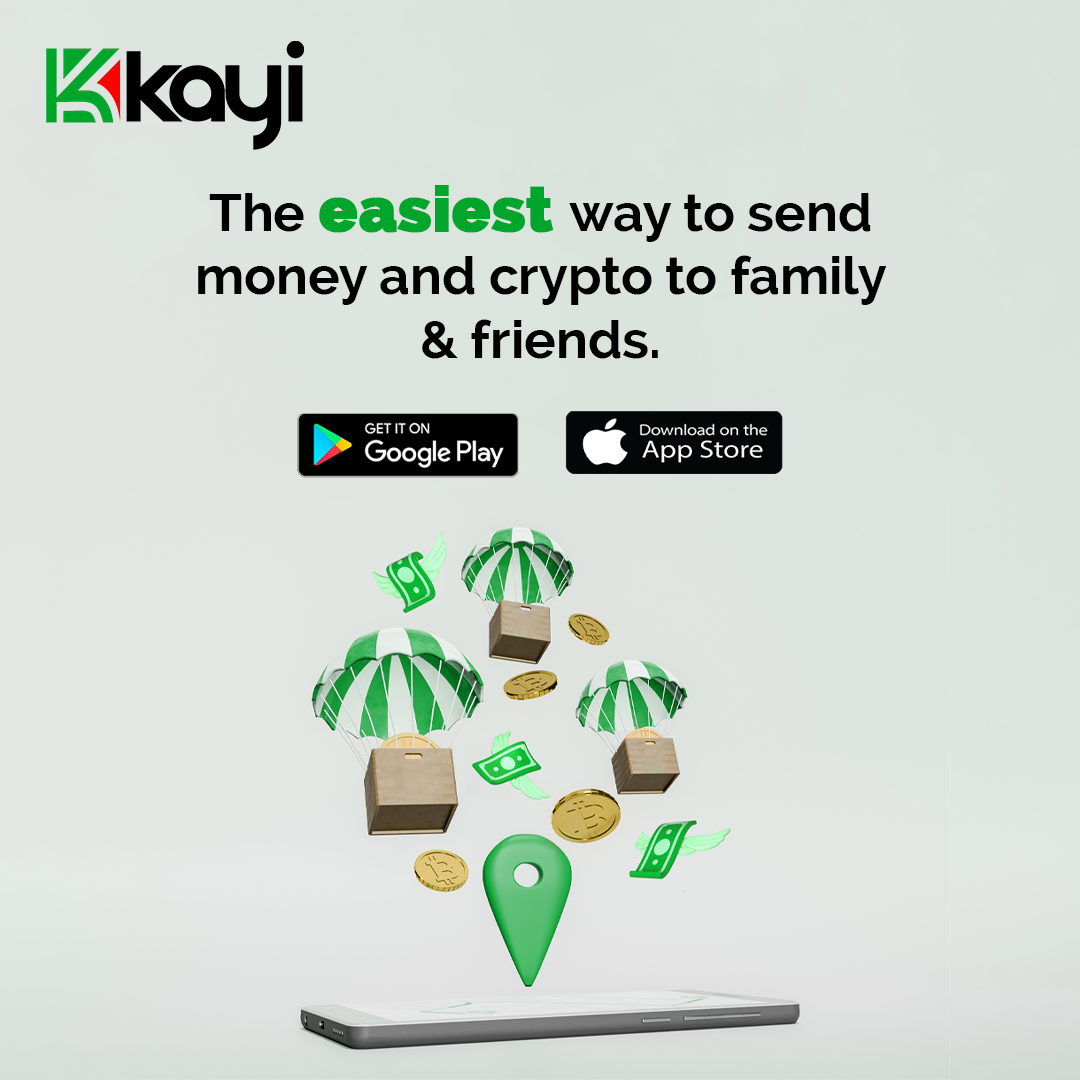 kayi
The easiest way to send
money and crypto to family
& friends.
GET IT ON
Google Play
Download on the
App Store